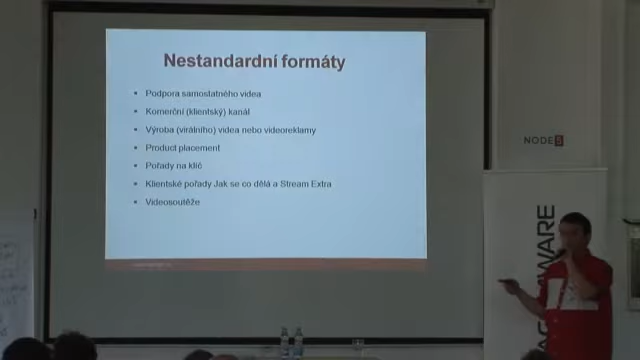 Nestandardní formáty
Podpora samostatného videa
Komerční (klientský) kanál
Výroba (virálního) videa nebo videoreklamy
Product placement
Pořady na klíč
Klientské pořady Jak se co dělá a Stream Extra
Videosoutěže
NODE5